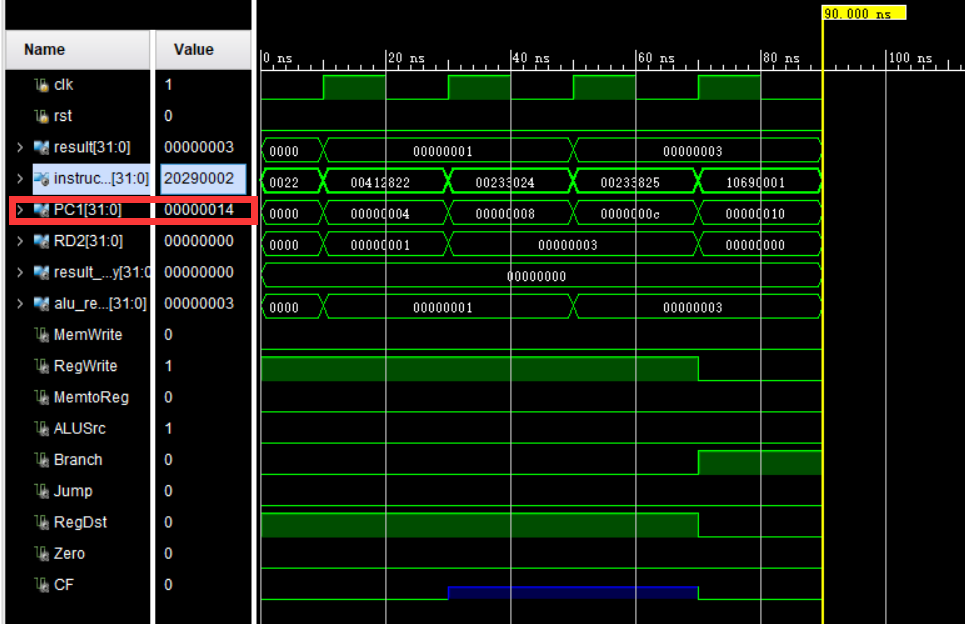 90.000 ns
Name Value
0 ns 20 ns 40 ns 60 ns 80 ns 100 ns
clk 1
rst 0
result[31:0] 00000003 0000 00000001 00000003
instruc...[31:0] 20290002 0022 00412822 00233024 00233825 10690001
PC1[31:0] 00000014 0000 00000004 00000008 0000000c 00000010
RD2[31:0] 00000000 0000 00000001 00000003 00000000
result_...y[31:0 00000000 00000000
alu_re...[31:0] 00000003 0000 00000001 00000003
MemWrite 0
RegWrite 1
MemtoReg 0
ALUSrc 1
Branch 0
Jump 0
RegDst 0
Zero 0
CF 0